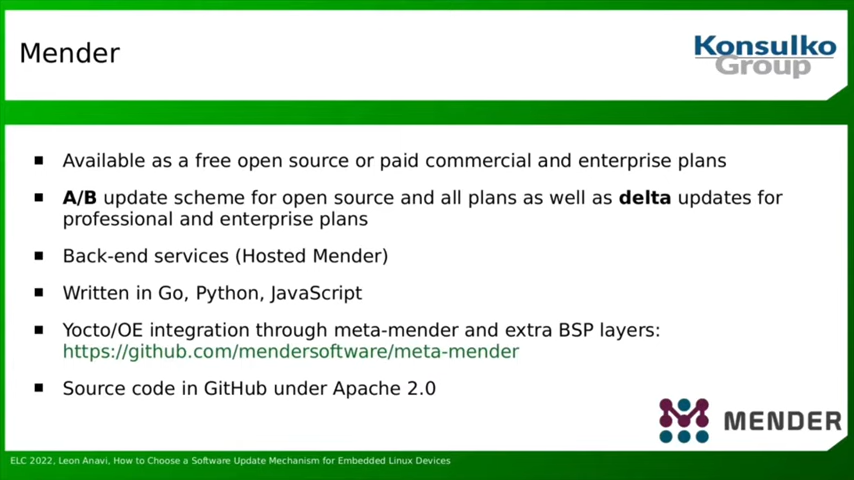 Mender
Konsulko
Group
Available as a free open source or paid commercial and enterprise plans
A/B update scheme for open source and all plans as well as delta updates for
professional and enterprise plans
Back-end services (Hosted Mender)
Written in Go, Python, JavaScript
Yocto/OE integration through meta-mender and extra BSP layers:
https://github.com/mendersoftware/meta-mender
Source code in GitHub under Apache 2.0
MENDER
ELC 2022, Leon Anavi, How to Choose a Software Update Mechanism for Embedded Linux Devices